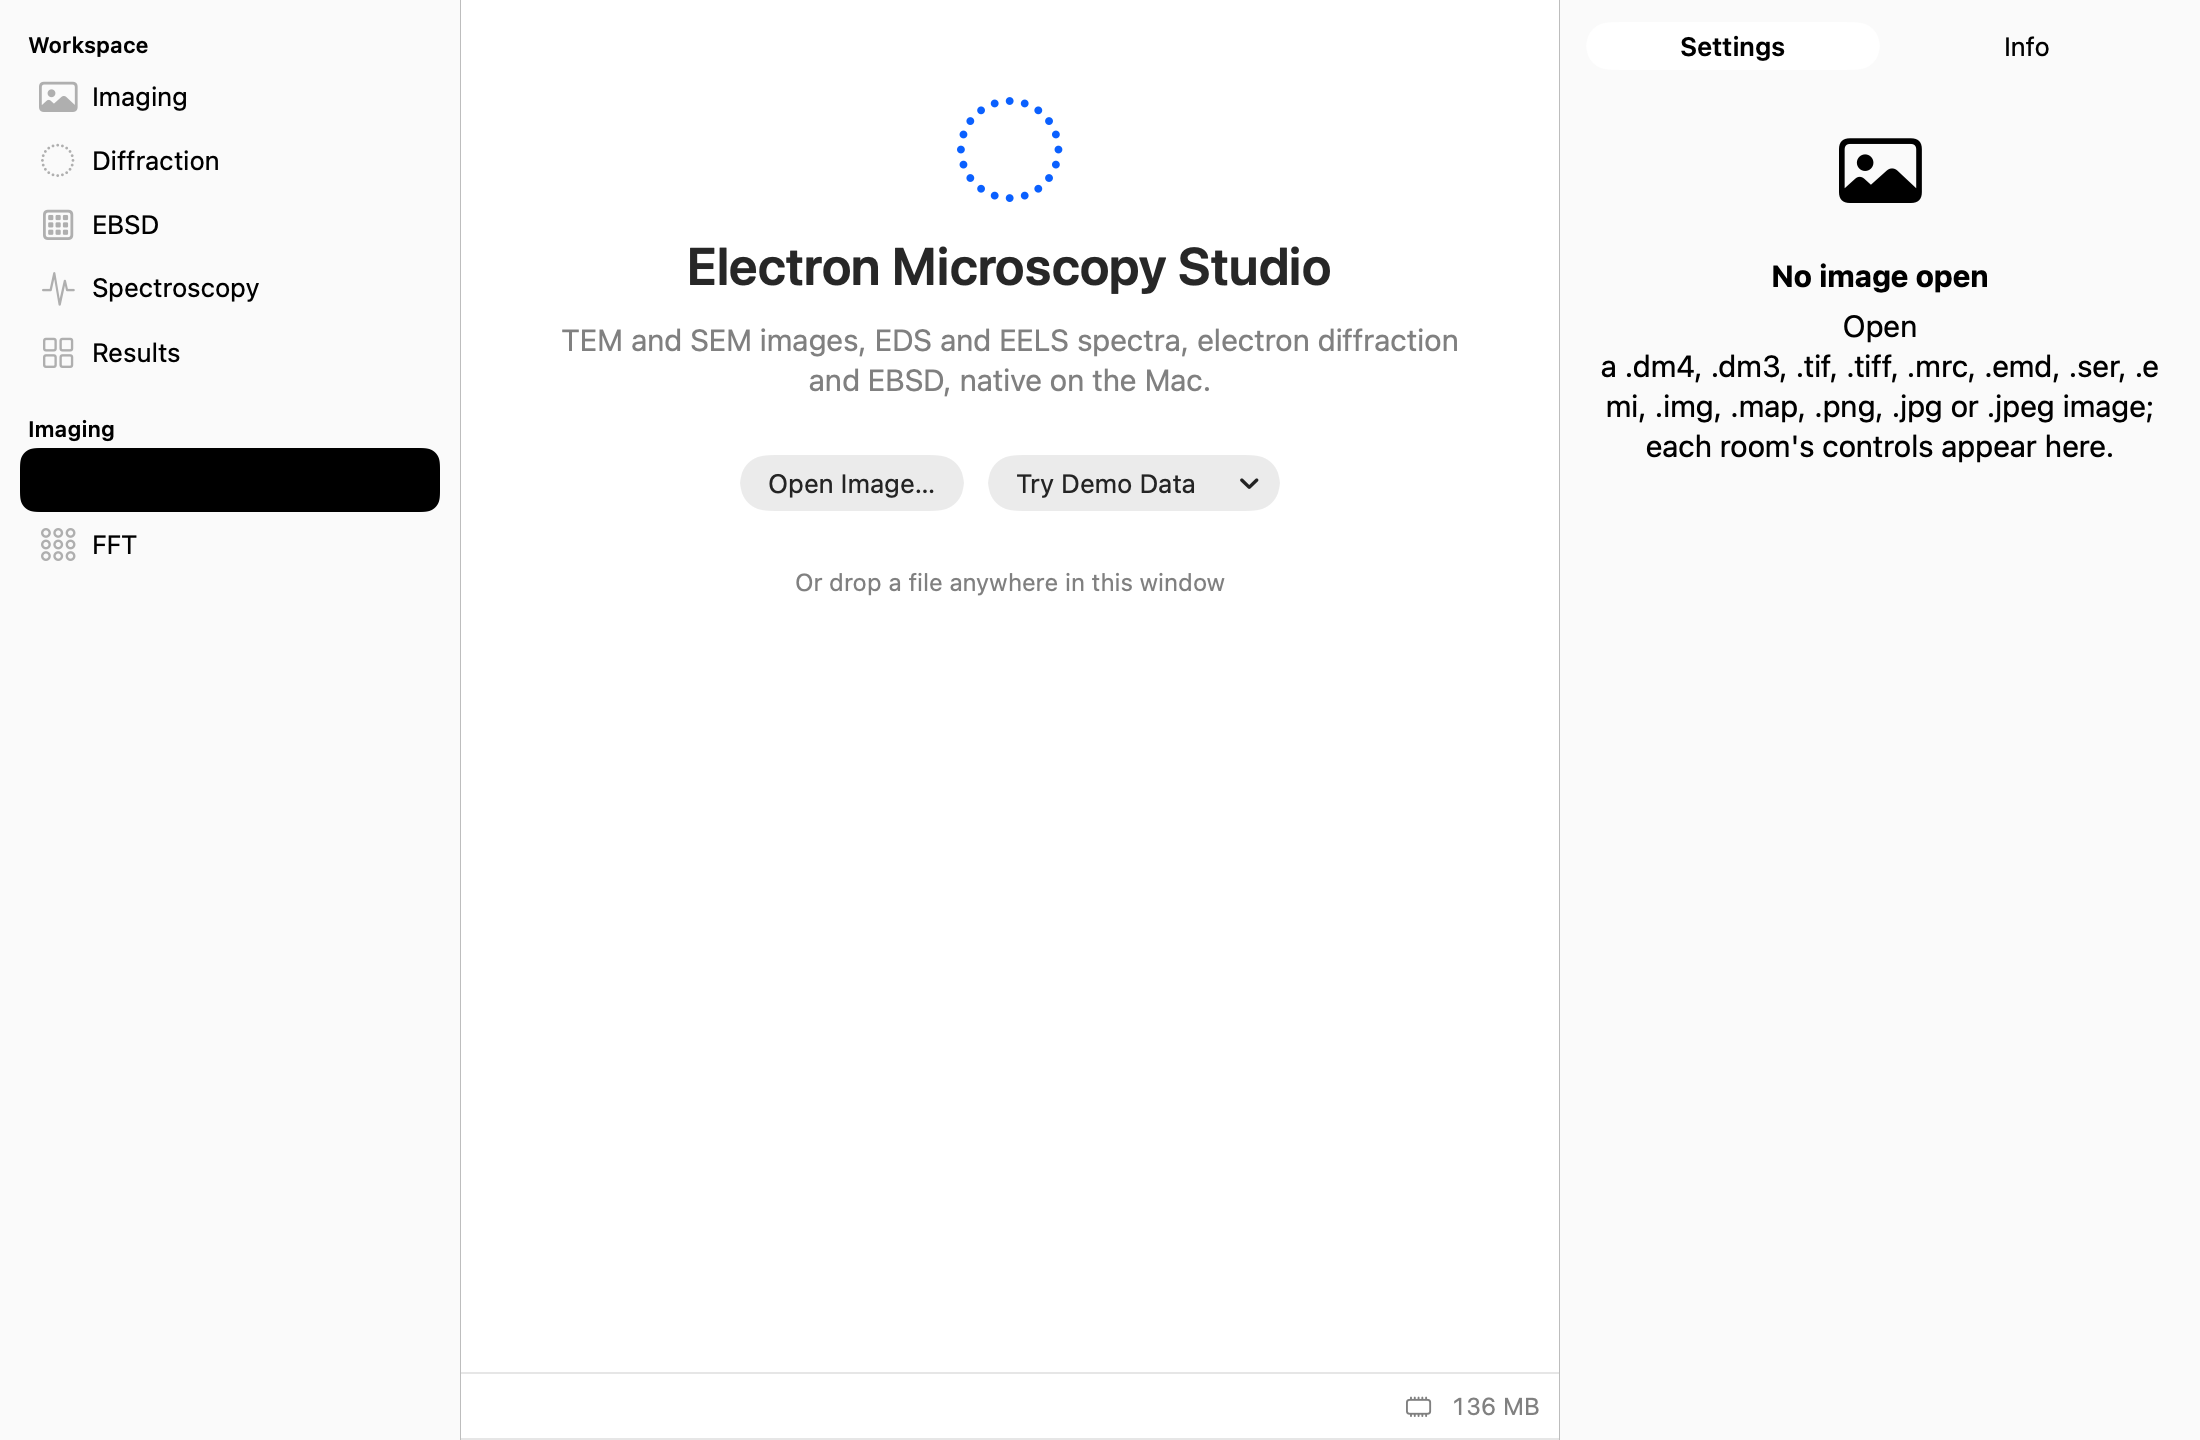 Workspace
Imaging
Diffraction
EBSD
Spectroscopy
Results
Imaging
FFT
Electron Microscopy Studio
TEM and SEM images, EDS and EELS spectra, electron diffraction
and EBSD, native on the Mac.
Open Image...
Try Demo Data
Or drop a file anywhere in this window
136 MB
Settings
Info
No image open
Open
a .dm4, .dm3, .tif, .tiff, .mrc, .emd, .ser, .e
mi, .img, .map, .png, .jpg or .jpeg image;
each room's controls appear here.